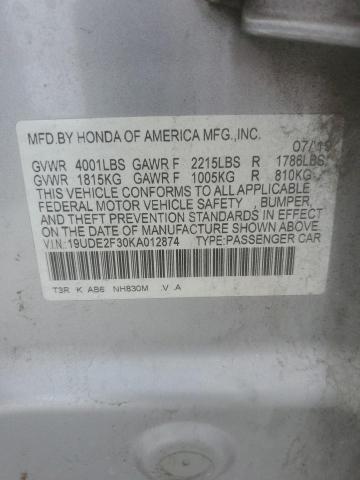 MFD.BY HONDA OF AMERICA MFG.,INC. 07/19
GVWR 4001LBS GAWR F 2215LBS R 1786LBS
GVWR 1815KG GAWR F 1005KG R 810KG
THIS VEHICLE CONFORMS TO ALL APPLICABLE
FEDERAL MOTOR VEHICLE SAFETY , BUMPER,
AND THEFT PREVENTION STANDARDS IN EFFECT
ON THE DATE OF MANUFACTURE SHOWN ABOVE.
V.I.N.:19UDE2F30KA012874 TYPE:PASSENGER CAR
T3R K AB6 NH830M .V .A